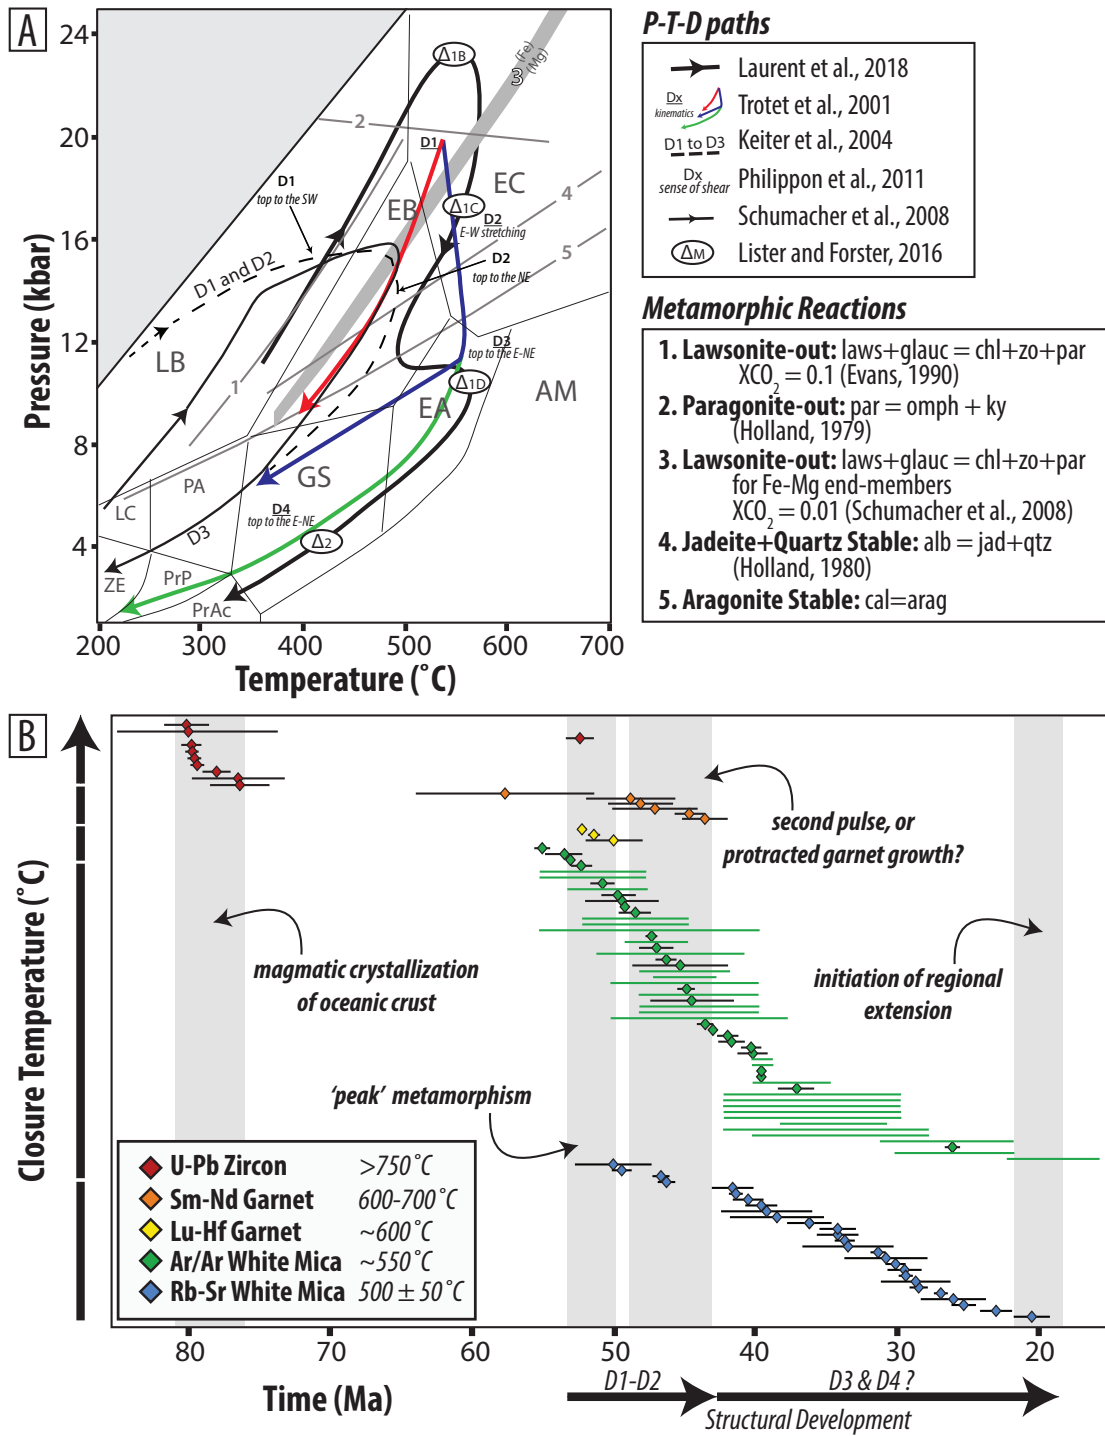 A
24
20
16
12
8
4
Pressure (kbar)
200
300
400
500
600
700
Temperature (˚C)
Δ1B
(Fe)
3
(Mg)
2
D1
D1
top to the SW
EC
EB
4
Δ1C
D2
E-W stretching
5
D1 and D2
D2
top to the NE
LB
D3
top to the E-NE
1
Δ1D
EA
AM
GS
PA
LC
D4
top to the E-NE
D3
Δ2
ZE
PrP
PrAc
P-T-D paths
Laurent et al., 2018
Dx
kinematics
Trotet et al., 2001
D1 to D3
Keiter et al., 2004
Dx
sense of shear
Philippon et al., 2011
Schumacher et al., 2008
ΔM
Lister and Forster, 2016
Metamorphic Reactions
1. Lawsonite-out: laws+glauc = chl+zo+par
XCO2 = 0.1 (Evans, 1990)
2. Paragonite-out: par = omph + ky
(Holland, 1979)
3. Lawsonite-out: laws+glauc = chl+zo+par
for Fe-Mg end-members
XCO2 = 0.01 (Schumacher et al., 2008)
4. Jadeite+Quartz Stable: alb = jad+qtz
(Holland, 1980)
5. Aragonite Stable: cal=arag
B
Closure Temperature (˚C)
second pulse, or
protracted garnet growth?
magmatic crystallization
of oceanic crust
initiation of regional
extension
'peak' metamorphism
U-Pb Zircon >750˚C
Sm-Nd Garnet 600-700˚C
Lu-Hf Garnet ~600˚C
Ar/Ar White Mica ~550˚C
Rb-Sr White Mica 500 ± 50˚C
80
70
60
50
40
30
20
Time (Ma)
D1-D2
D3 & D4 ?
Structural Development